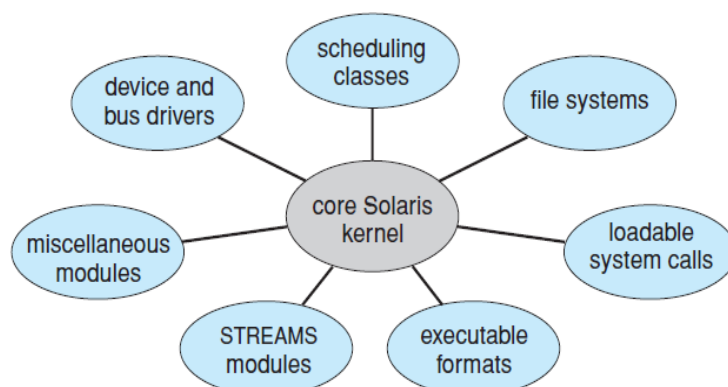 scheduling
classes
device and
bus drivers
file systems
core Solaris
kernel
miscellaneous
modules
loadable
system calls
STREAMS
modules
executable
formats